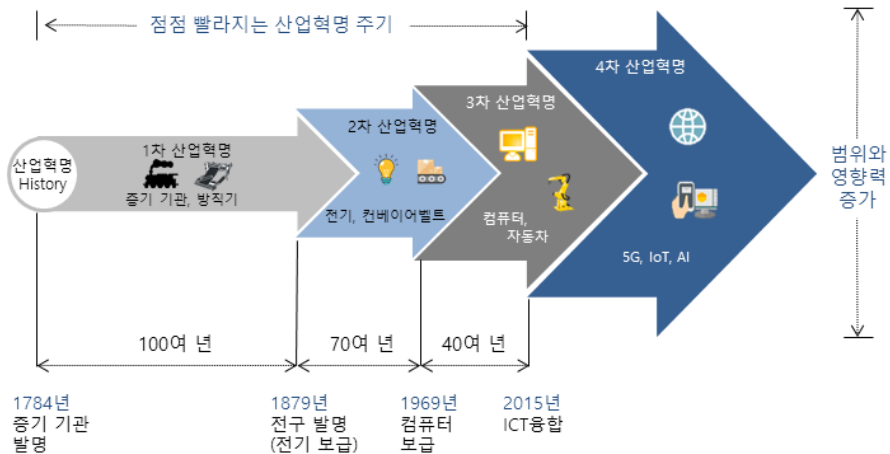 점점 빨라지는 산업혁명 주기
산업혁명
History
1차 산업혁명
증기 기관, 방직기
2차 산업혁명
전기, 컨베이어벨트
3차 산업혁명
컴퓨터,
자동차
4차 산업혁명
5G, IoT, AI
범위와
영향력
증가
100여 년
70여 년
40여 년
1784년
증기 기관
발명
1879년
전구 발명
(전기 보급)
1969년
컴퓨터
보급
2015년
ICT융합